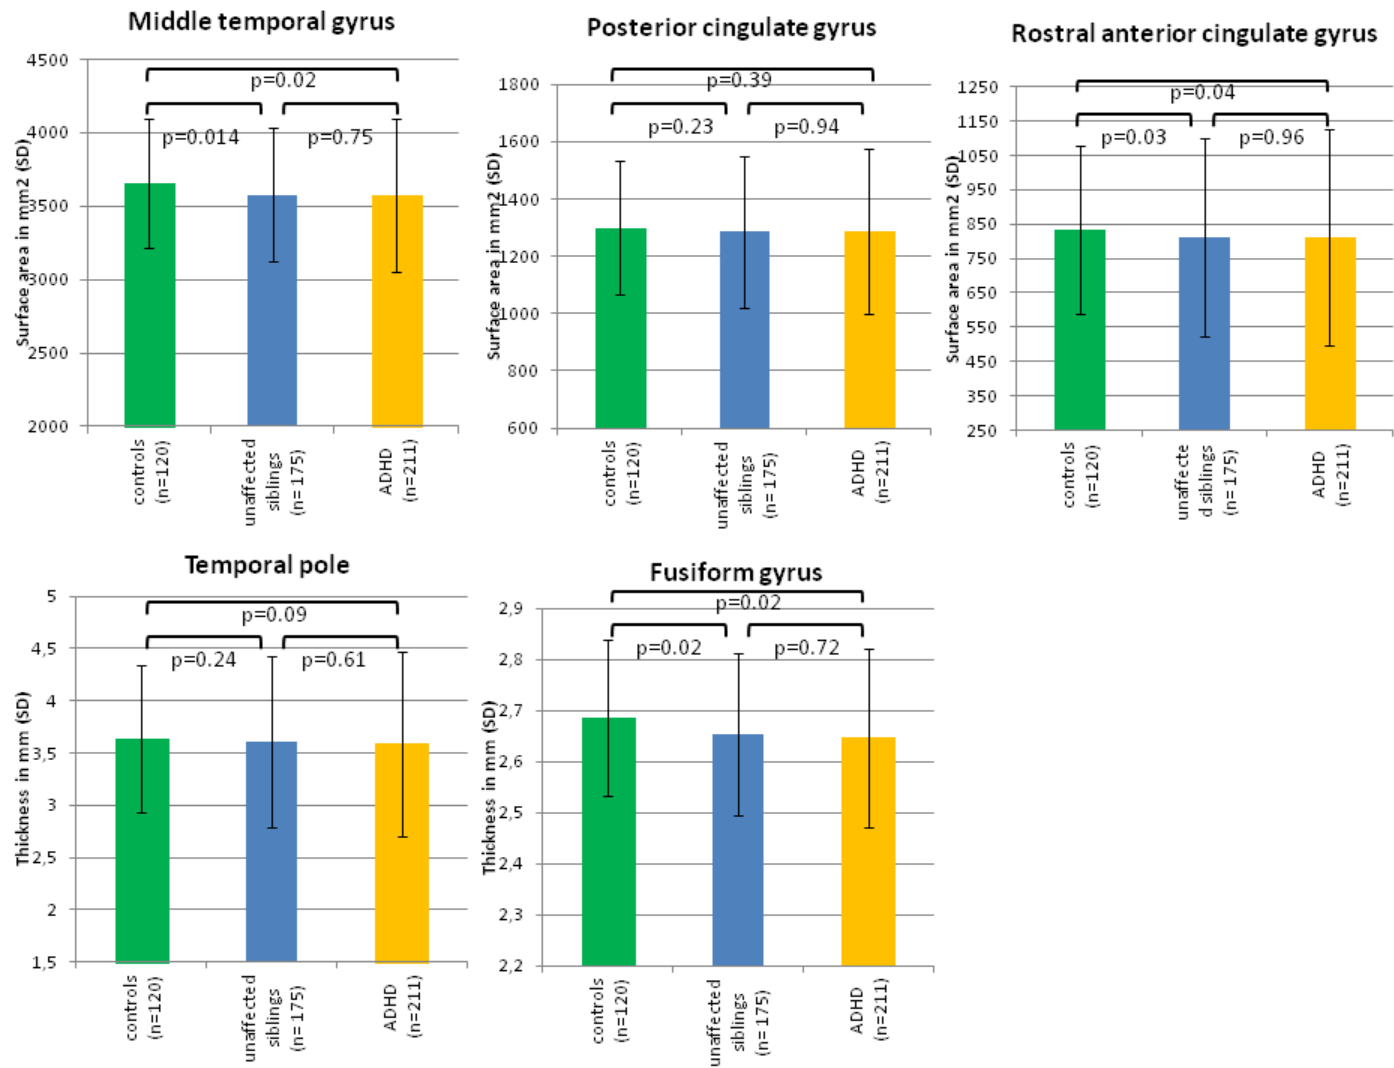 Middle temporal gyrus
Surface area in mm2 (SD)
4500
4000
3500
3000
2500
2000
p=0.02
p=0.014
p=0.75
controls
(n=120)
unaffected
siblings
(n=175)
ADHD
(n=211)
Posterior cingulate gyrus
Surface area in mm2 (SD)
1800
1600
1400
1200
1000
800
600
p=0.39
p=0.23
p=0.94
controls
(n=120)
unaffected
siblings
(n=175)
ADHD
(n=211)
Rostral anterior cingulate gyrus
Surface area in mm2 (SD)
1250
1150
1050
950
850
750
650
550
450
350
250
p=0.04
p=0.03
p=0.96
controls
(n=120)
unaffecte
d siblings
(n=175)
ADHD
(n=211)
Temporal pole
Thickness in mm (SD)
5
4,5
4
3,5
3
2,5
2
1,5
p=0.09
p=0.24
p=0.61
controls
(n=120)
unaffected
siblings
(n=175)
ADHD
(n=211)
Fusiform gyrus
Thickness in mm (SD)
2,9
2,8
2,7
2,6
2,5
2,4
2,3
2,2
p=0.02
p=0.02
p=0.72
controls
(n=120)
unaffected
siblings
(n=175)
ADHD
(n=211)